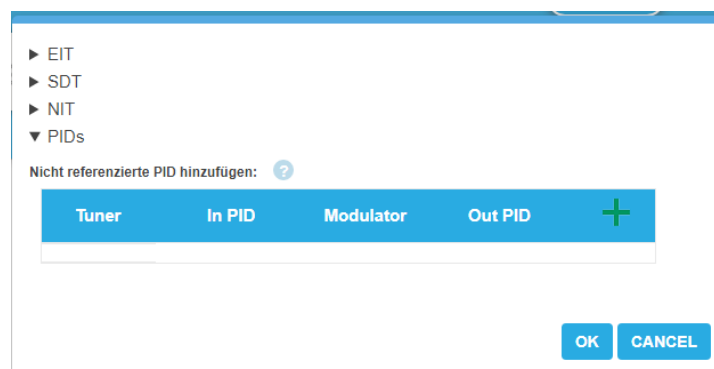 EIT
SDT
NIT
PIDs
Nicht referenzierte PID hinzufügen: ?
Tuner In PID Modulator Out PID +
OK CANCEL